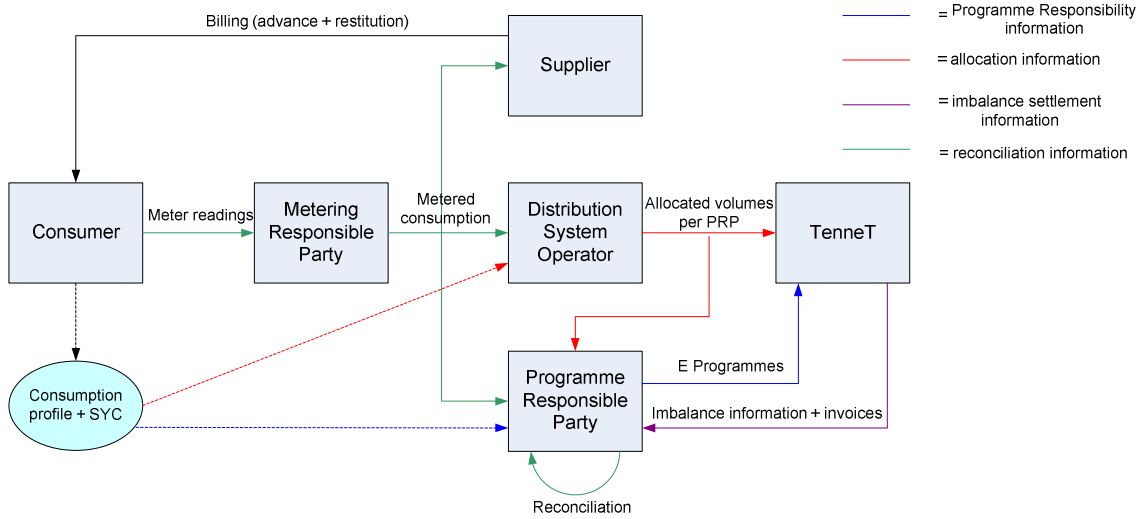 Billing (advance + restitution)
= Programme Responsibility
information
Supplier
= allocation information
= imbalance settlement
information
= reconciliation information
Consumer
Meter readings
Metering
Responsible
Party
Metered
consumption
Distribution
System
Operator
Allocated volumes
per PRP
TenneT
Consumption
profile + SYC
Programme
Responsible
Party
E Programmes
Imbalance information + invoices
Reconciliation